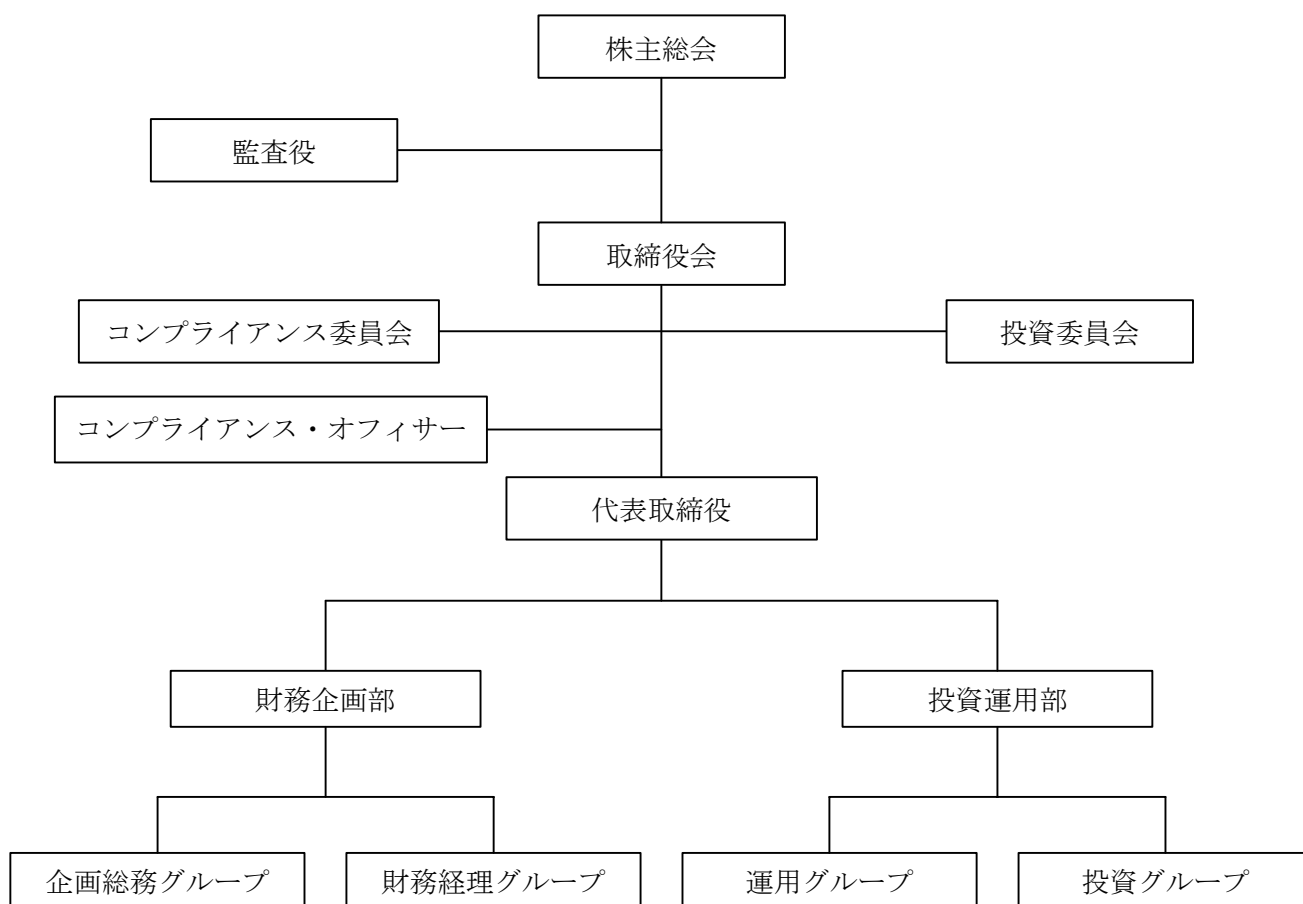 株主総会
監査役
取締役会
コンプライアンス委員会
投資委員会
コンプライアンス・オフィサー
代表取締役
財務企画部
投資運用部
企画総務グループ
財務経理グループ
運用グループ
投資グループ